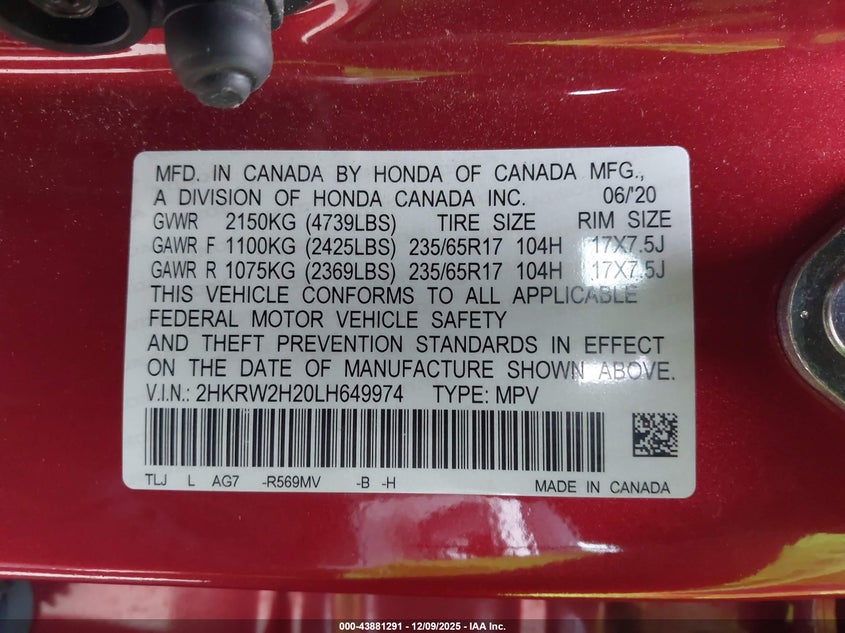 MFD. IN CANADA BY HONDA OF CANADA MFG.,
A DIVISION OF HONDA CANADA INC. 06/'20
GVWR 2150KG (4739LBS) TIRE SIZE RIM SIZE
GAWR F 1100KG (2425LBS) 235/65R17 104H 17X7.5J
GAWR R 1075KG (2369LBS) 235/65R17 104H 17X7.5J
THIS VEHICLE CONFORMS TO ALL APPLICABLE
FEDERAL MOTOR VEHICLE SAFETY
AND THEFT PREVENTION STANDARDS IN EFFECT
ON THE DATE OF MANUFACTURE SHOWN ABOVE.
V.I.N.: 2HKRW2H20LH649974 TYPE: MPV
TLJ L AG7 -R569MV -B -H MADE IN CANADA
000-43881291 - 12/09/2025 - IAA Inc.